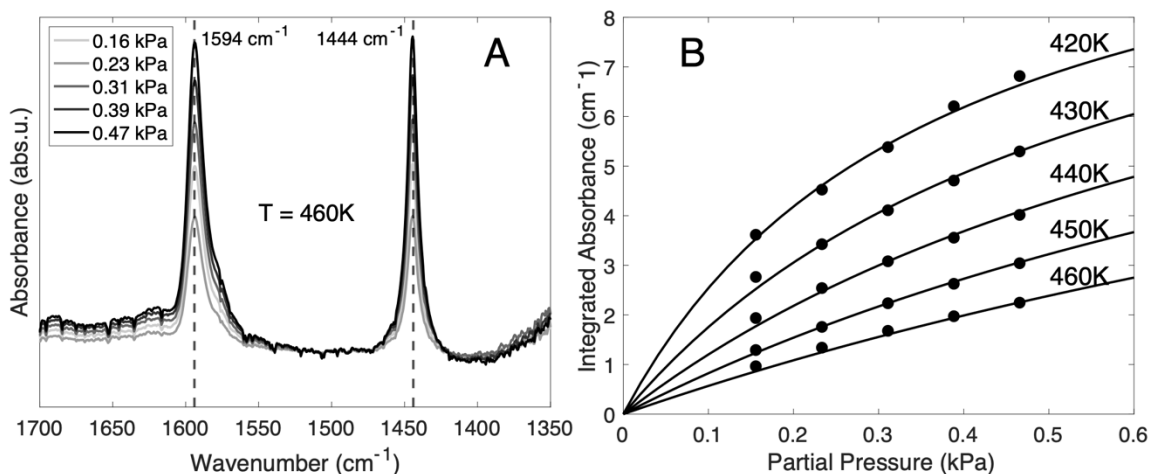 A
0.16 kPa
0.23 kPa
0.31 kPa
0.39 kPa
0.47 kPa
1594 cm⁻¹
1444 cm⁻¹
T = 460K
Absorbance (abs.u.)
1700 1650 1600 1550 1500 1450 1400 1350
Wavenumber (cm⁻¹)
B
420K
430K
440K
450K
460K
Integrated Absorbance (cm⁻¹)
8
7
6
5
4
3
2
1
0
0 0.1 0.2 0.3 0.4 0.5 0.6
Partial Pressure (kPa)